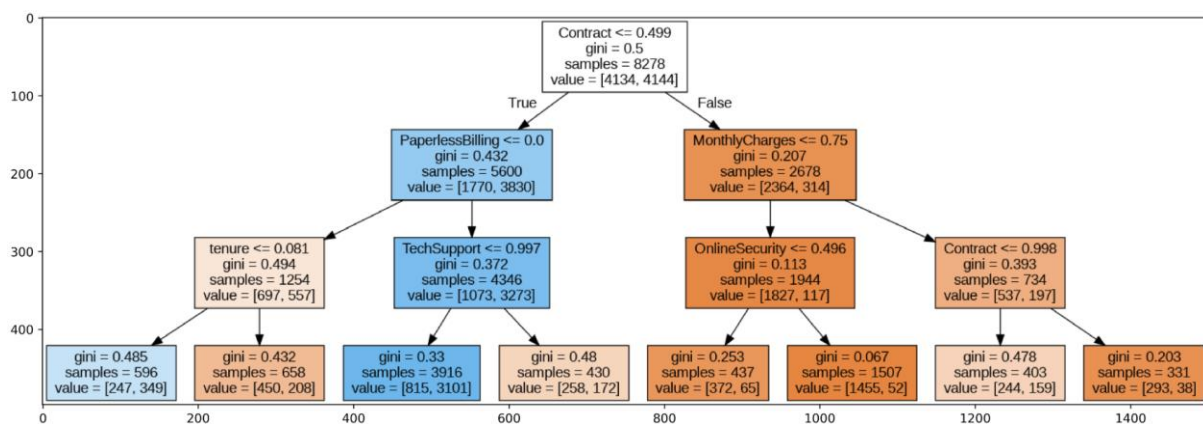 0
100
200
300
400
0
200
400
600
800
1000
1200
1400
Contract <= 0.499
gini = 0.5
samples = 8278
value = [4134, 4144]
True
False
PaperlessBilling <= 0.0
gini = 0.432
samples = 5600
value = [1770, 3830]
MonthlyCharges <= 0.75
gini = 0.207
samples = 2678
value = [2364, 314]
tenure <= 0.081
gini = 0.494
samples = 1254
value = [697, 557]
TechSupport <= 0.997
gini = 0.372
samples = 4346
value = [1073, 3273]
OnlineSecurity <= 0.496
gini = 0.113
samples = 1944
value = [1827, 117]
Contract <= 0.998
gini = 0.393
samples = 734
value = [537, 197]
gini = 0.485
samples = 596
value = [247, 349]
gini = 0.432
samples = 658
value = [450, 208]
gini = 0.33
samples = 3916
value = [815, 3101]
gini = 0.48
samples = 430
value = [258, 172]
gini = 0.253
samples = 437
value = [372, 65]
gini = 0.067
samples = 1507
value = [1455, 52]
gini = 0.478
samples = 403
value = [244, 159]
gini = 0.203
samples = 331
value = [293, 38]